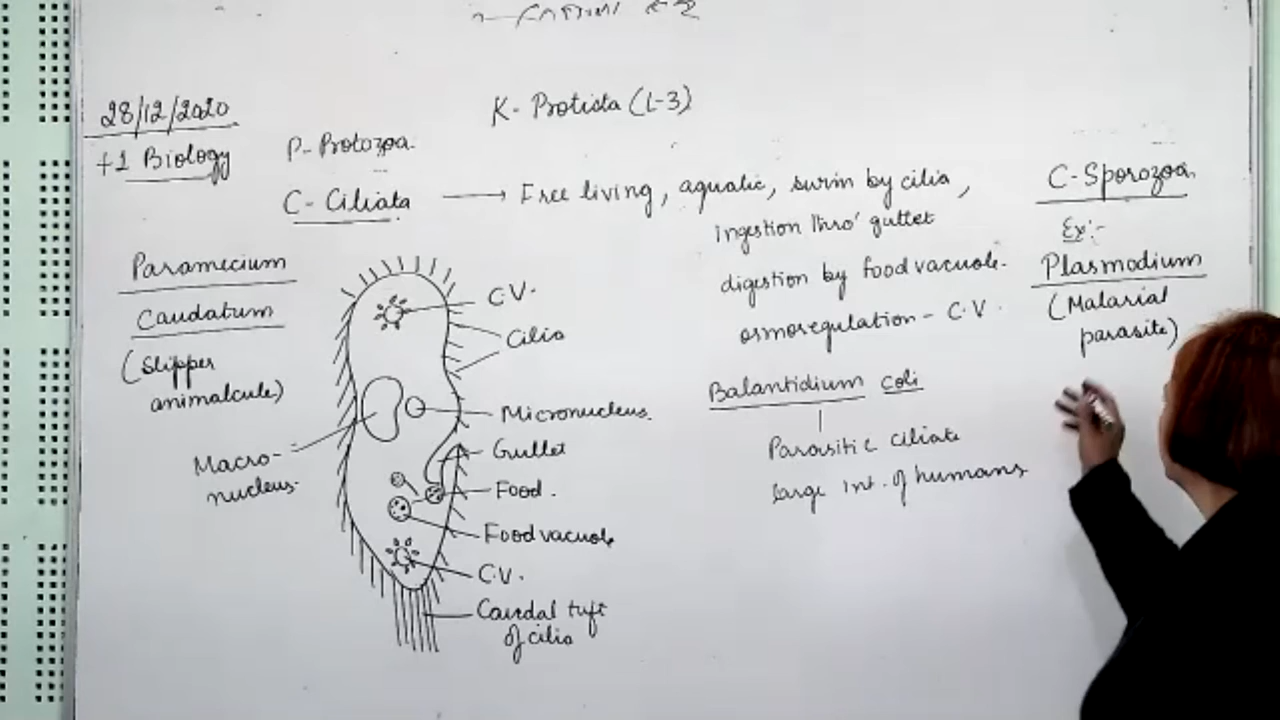 28/12/2020
+1 Biology
K- Protista (L-3)
P- Protozoa.
C- Ciliata → Free living, aquatic, swim by cilia,
ingestion thro' gullet
digestion by food vacuole.
osmoregulation - C.V.
Balantidium coli
Parasitic ciliate
large int. of humans
C-Sporozoa
Ex:-
Plasmodium
(Malarial
parasite)
Paramecium
Caudatum
(Slipper
animalcule)
Macro-
nucleus.
C.V.
Cilia
Micronucleus.
Gullet
Food.
Food vacuole
C.V.
Caudal tuft
of cilia